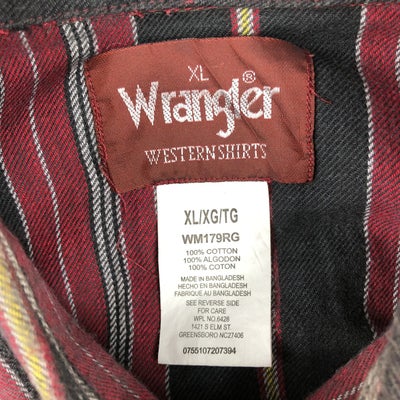 XL
Wrangler®
WESTERN SHIRTS
XL/XG/TG
WM179RG
100% COTTON
100% ALGODON
100% COTON
MADE IN BANGLADESH
HECHO EN BANGLADESH
FABRIQUE AU BANGLADESH
SEE REVERSE SIDE
FOR CARE
WPL NO.6428
1421 S ELM ST.
GREENSBORO NC27406
0755107207394